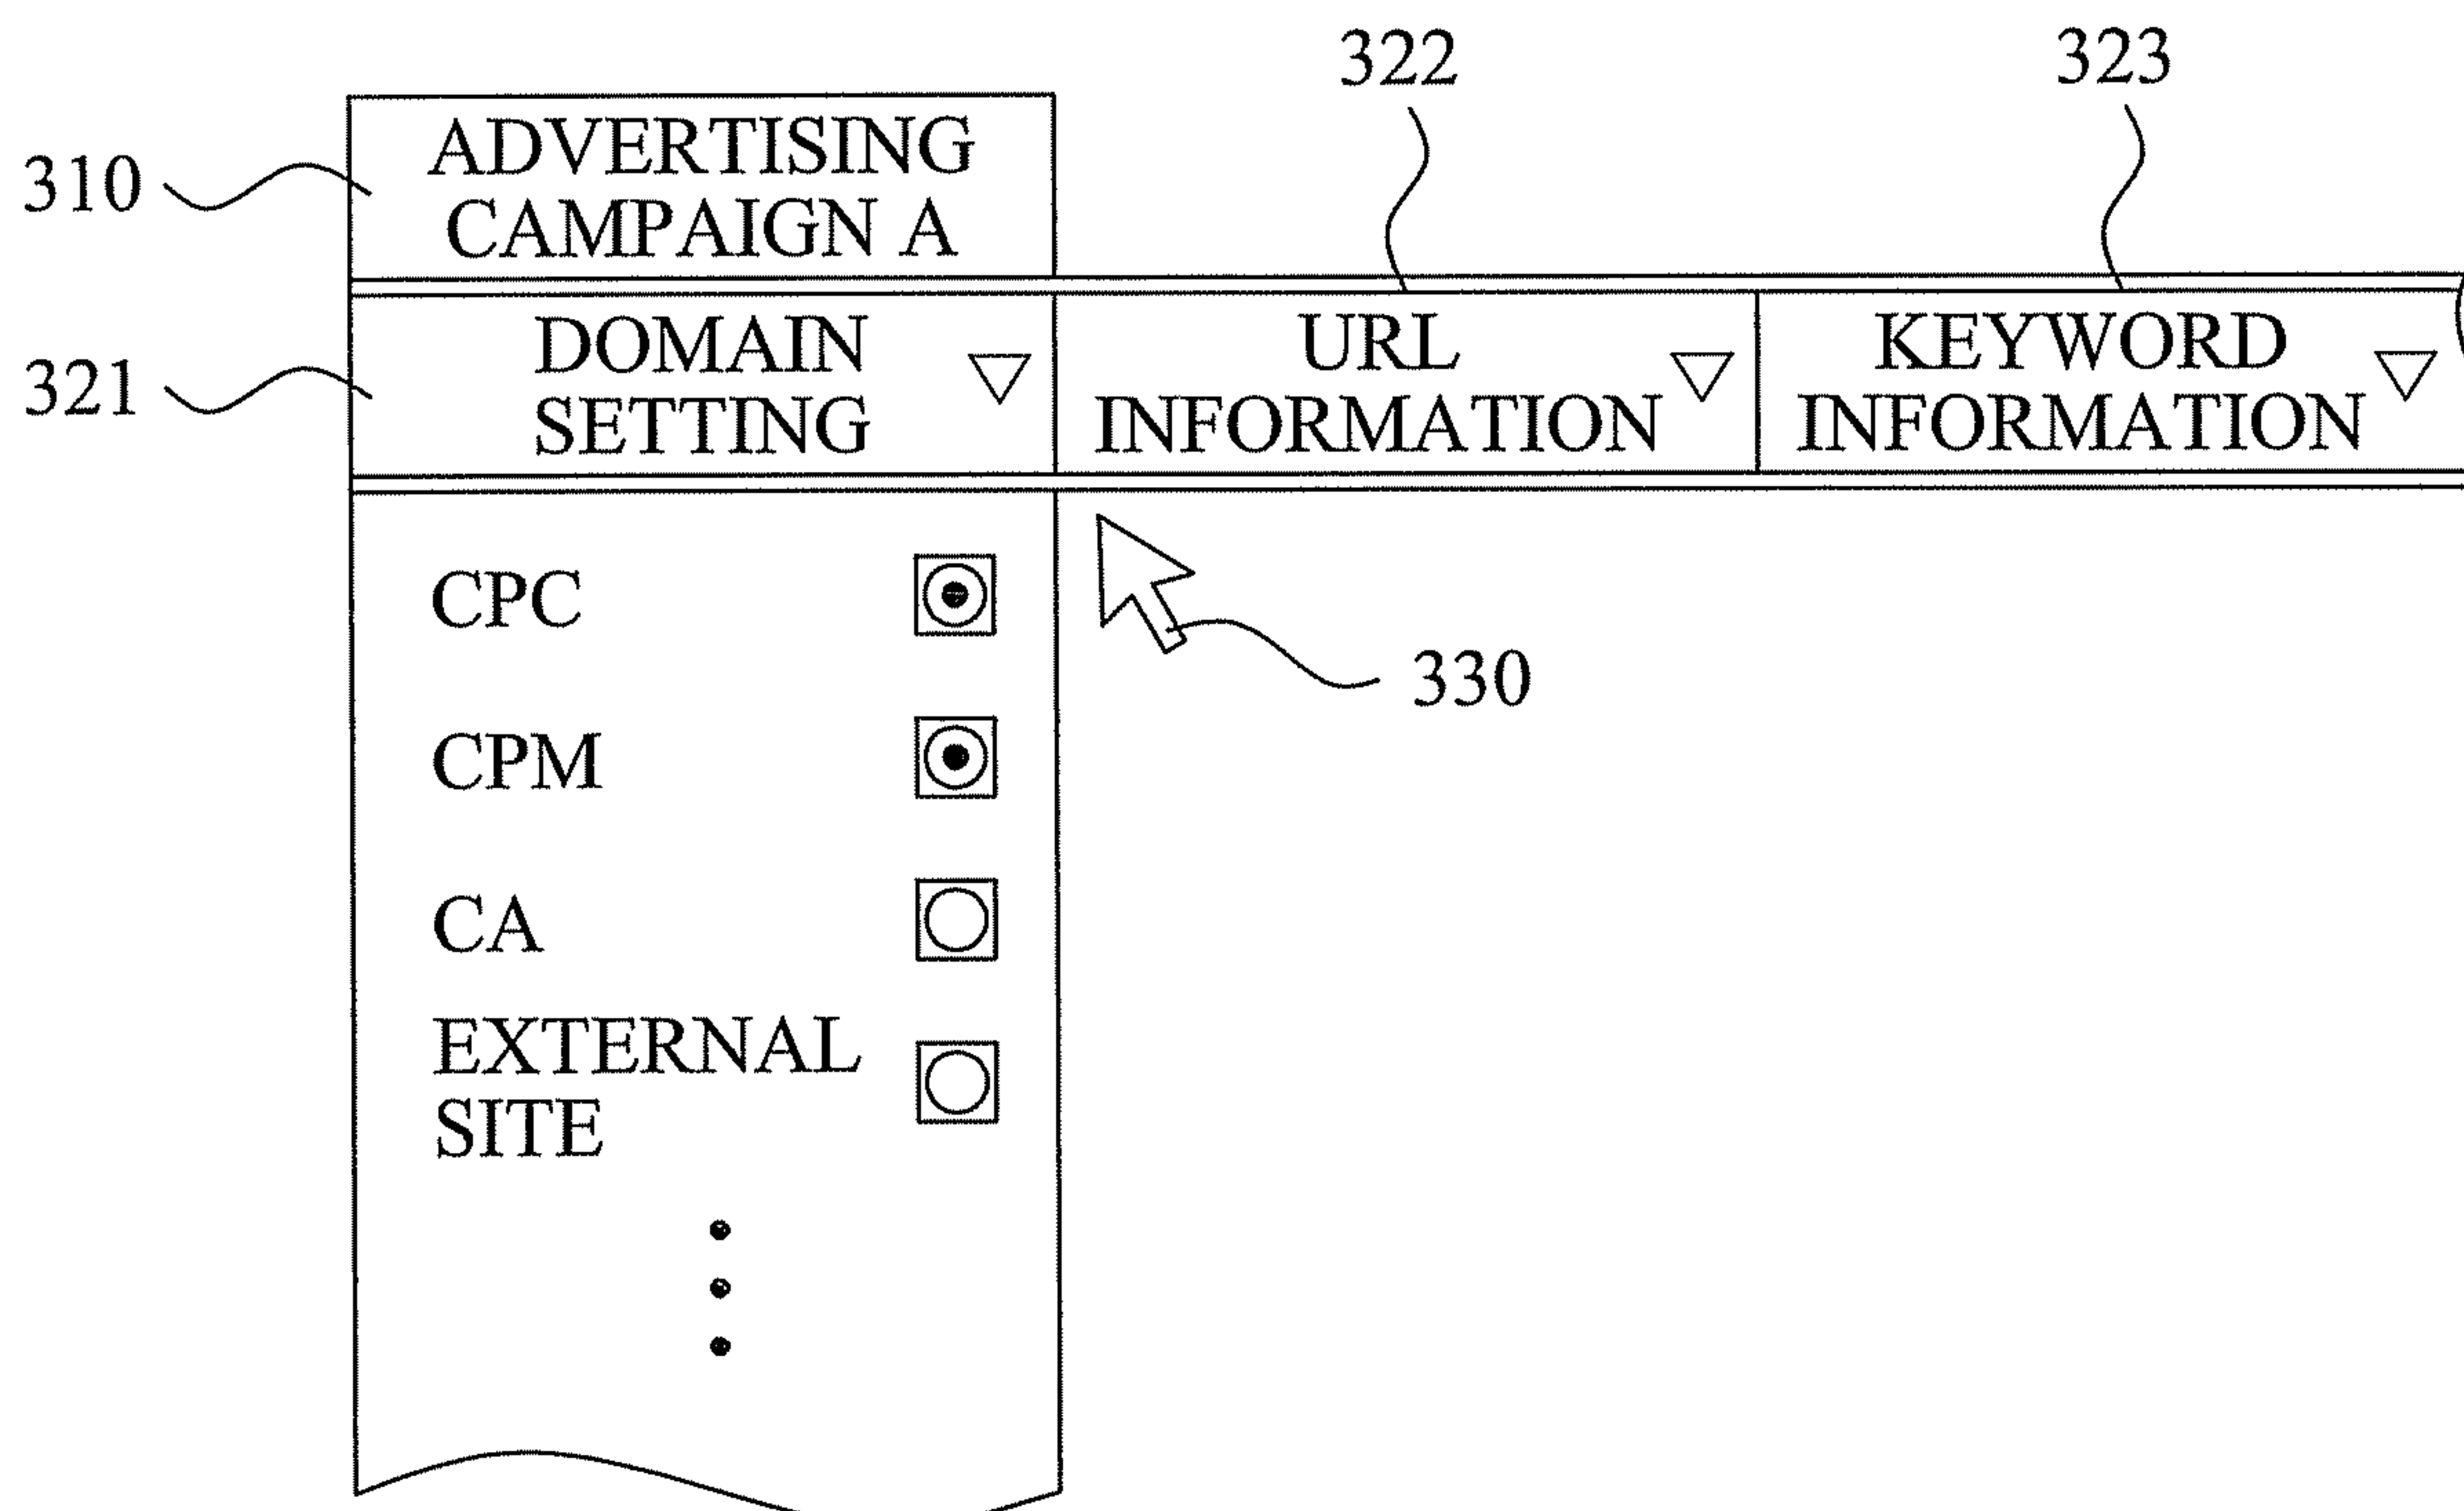 322
323
310
ADVERTISING
CAMPAIGN A
321
DOMAIN
SETTING
URL
INFORMATION
KEYWORD
INFORMATION
CPC
330
CPM
CA
EXTERNAL
SITE